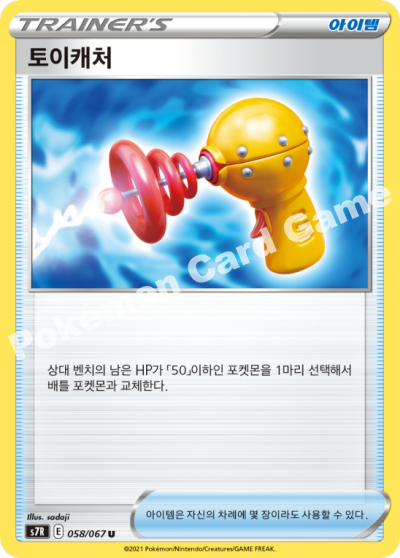 TRAINER'S
아이템
토이캐처
Pokémon Card Game
상대 벤치의 남은 HP가 「50」이하인 포켓몬을 1마리 선택해서
배틀 포켓몬과 교체한다.
Illus. sadaji
s7R E 058/067 U
아이템은 자신의 차례에 몇 장이라도 사용할 수 있다.
©2021 Pokémon/Nintendo/Creatures/GAME FREAK.